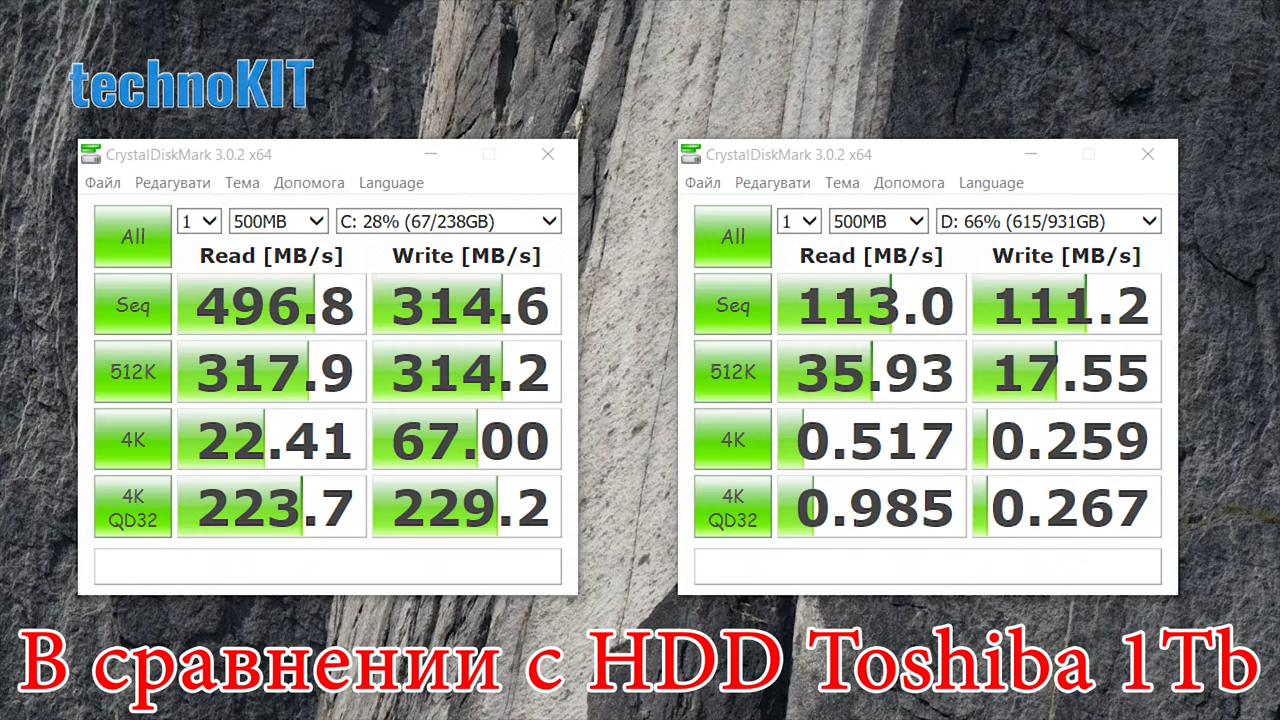 technoKIT
CrystalDiskMark 3.0.2 x64
Файл Редагувати Тема Допомога Language
All 1 500MB C: 28% (67/238GB)
Read [MB/s] Write [MB/s]
Seq 496.8 314.6
512K 317.9 314.2
4K 22.41 67.00
4K QD32 223.7 229.2
CrystalDiskMark 3.0.2 x64
Файл Редагувати Тема Допомога Language
All 1 500MB D: 66% (615/931GB)
Read [MB/s] Write [MB/s]
Seq 113.0 111.2
512K 35.93 17.55
4K 0.517 0.259
4K QD32 0.985 0.267
В сравнении с HDD Toshiba 1Tb